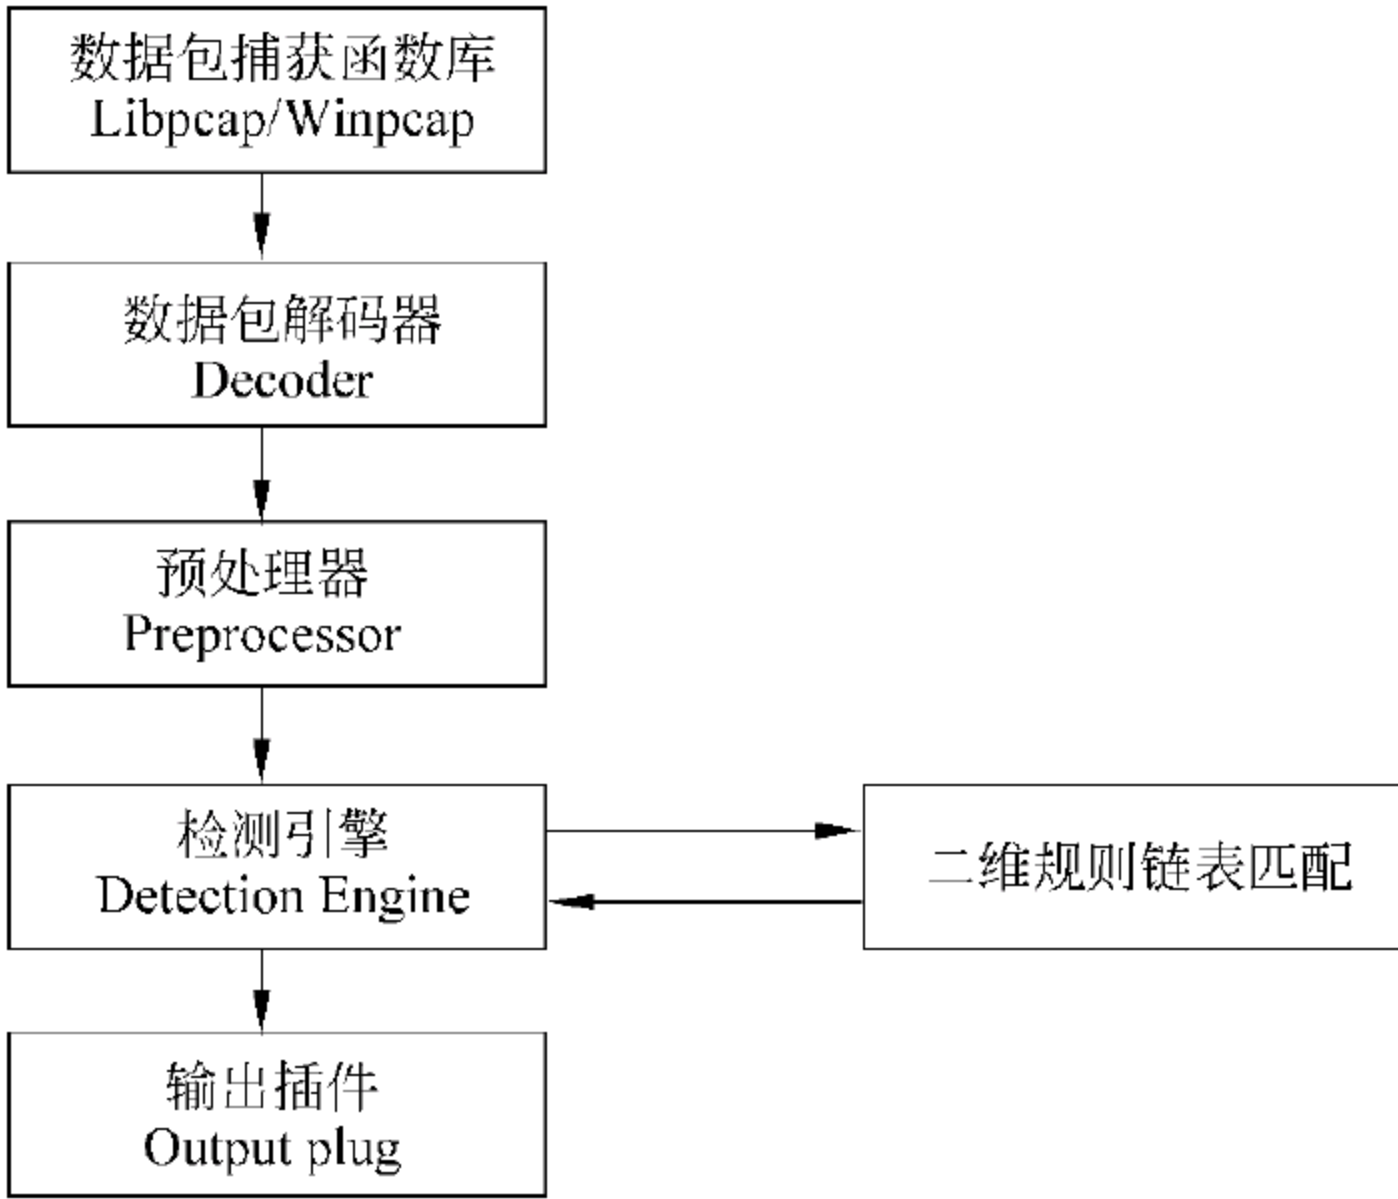 数据包捕获函数库
Libpcap/Winpcap
数据包解码器
Decoder
预处理器
Preprocessor
检测引擎
Detection Engine
二维规则链表匹配
输出插件
Output plug